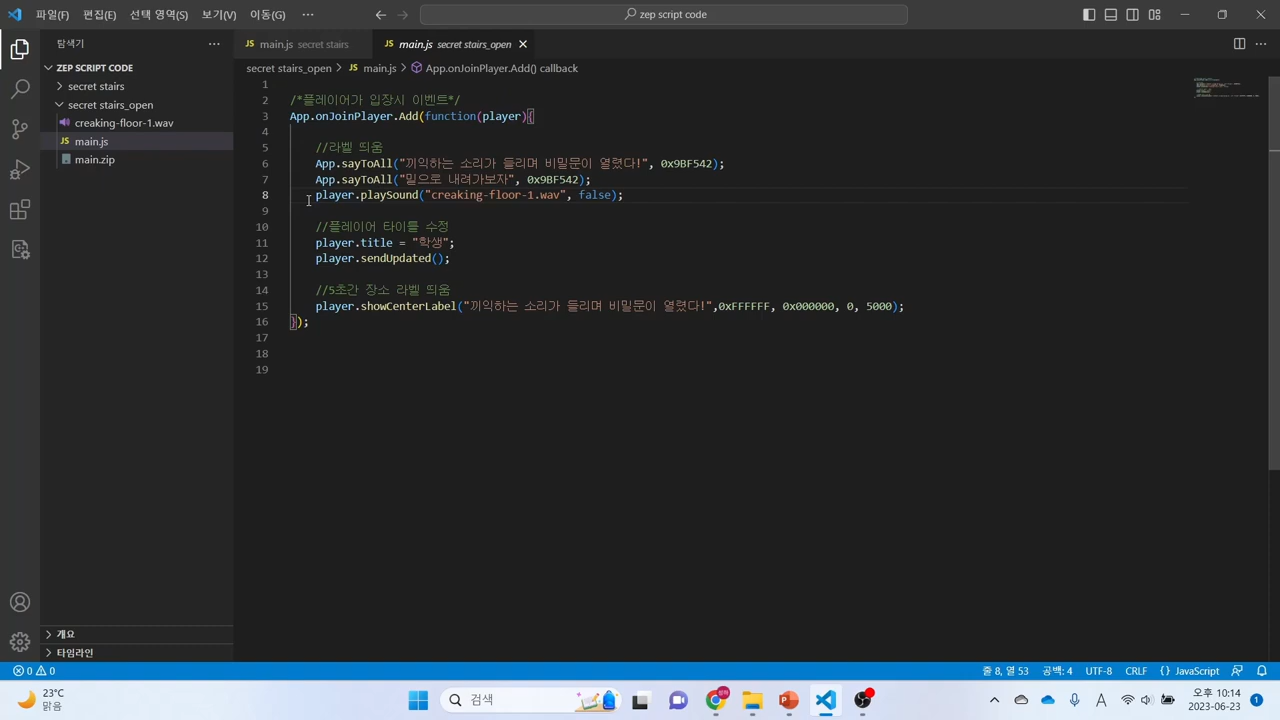 파일(F) 편집(E) 선택 영역(S) 보기(V) 이동(G) ··· zep script code
탐색기 ···
main.js secret stairs
main.js secret stairs_open
ZEP SCRIPT CODE
secret stairs
secret stairs_open
creaking-floor-1.wav
main.js
main.zip
secret stairs_open > main.js > App.onJoinPlayer.Add() callback
1
2 /*플레이어가 입장시 이벤트*/
3 App.onJoinPlayer.Add(function(player){
4
5 //라벨 띄움
6 App.sayToAll("끼익하는 소리가 들리며 비밀문이 열렸다!", 0x9BF542);
7 App.sayToAll("밑으로 내려가보자", 0x9BF542);
8 player.playSound("creaking-floor-1.wav", false);
9
10 //플레이어 타이틀 수정
11 player.title = "학생";
12 player.sendUpdated();
13
14 //5초간 장소 라벨 띄움
15 player.showCenterLabel("끼익하는 소리가 들리며 비밀문이 열렸다!",0xFFFFFF, 0x000000, 0, 5000);
16 });
17
18
19
개요
타임라인
0 0
줄 8, 열 53 공백: 4 UTF-8 CRLF {} JavaScript
23°C
맑음
검색
A
오후 10:14
2023-06-23
1